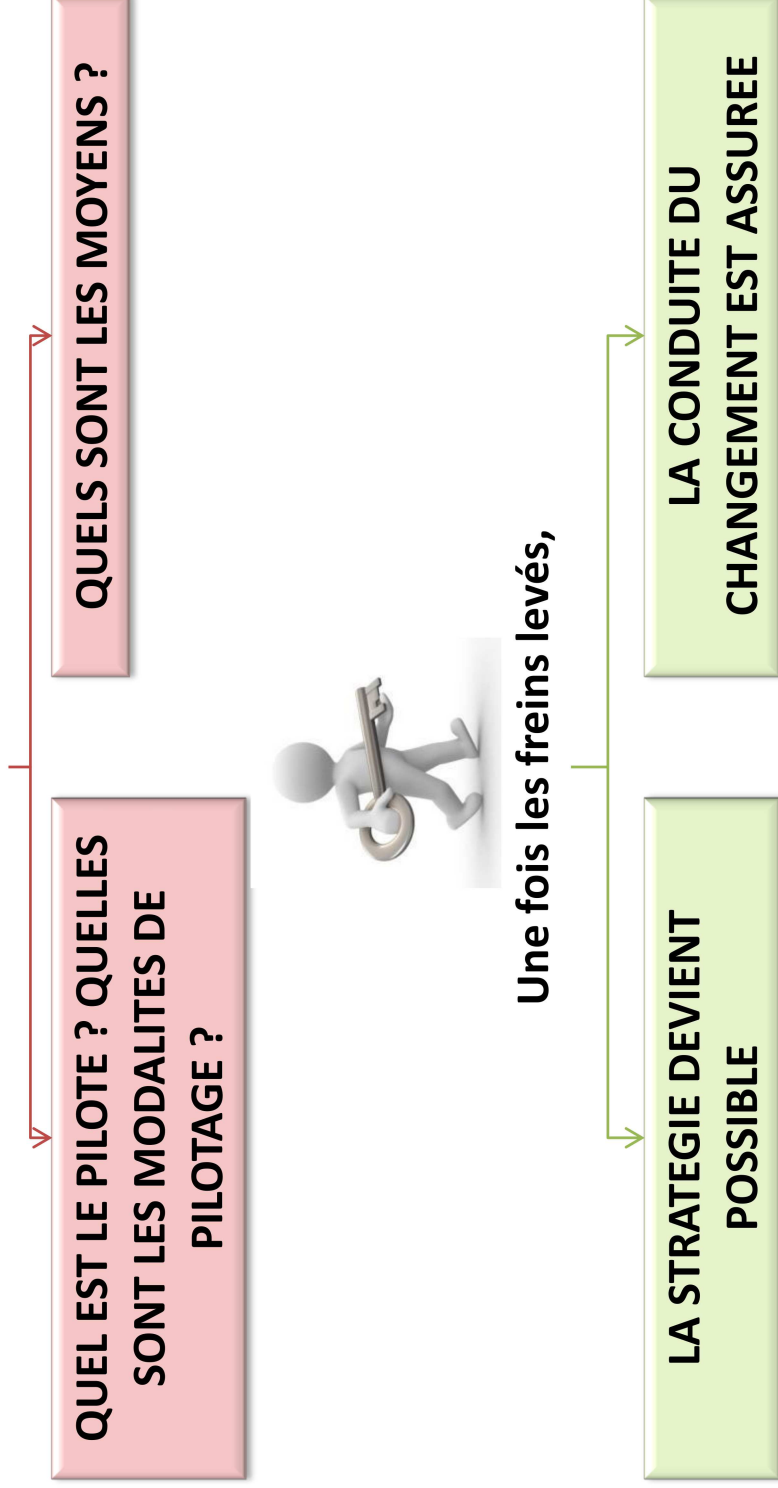 QUEL EST LE PILOTE ? QUELLES
SONT LES MODALITES DE
PILOTAGE ?
QUELS SONT LES MOYENS ?
Une fois les freins levés,
LA STRATEGIE DEVIENT
POSSIBLE
LA CONDUITE DU
CHANGEMENT EST ASSUREE